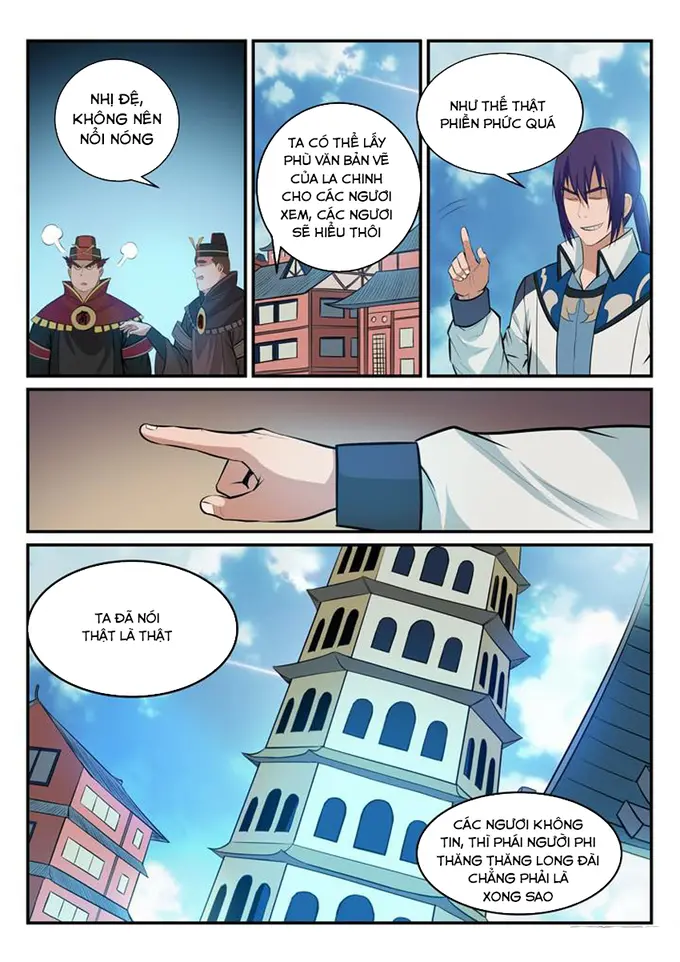 NHỊ ĐỆ,
KHÔNG NÊN
NỔI NÓNG
TA CÓ THỂ LẤY
PHÙ VĂN BẢN VẼ
CỦA LA CHINH
CHO CÁC NGƯƠI
XEM, CÁC NGƯƠI
SẼ HIỂU THÔI
NHƯ THẾ THẬT
PHIỀN PHỨC QUÁ
TA ĐÃ NÓI
THẬT LÀ THẬT
CÁC NGƯƠI KHÔNG
TIN, THÌ PHÁI NGƯỜI PHI
THĂNG THĂNG LONG ĐÀI
CHẲNG PHẢI LÀ
XONG SAO